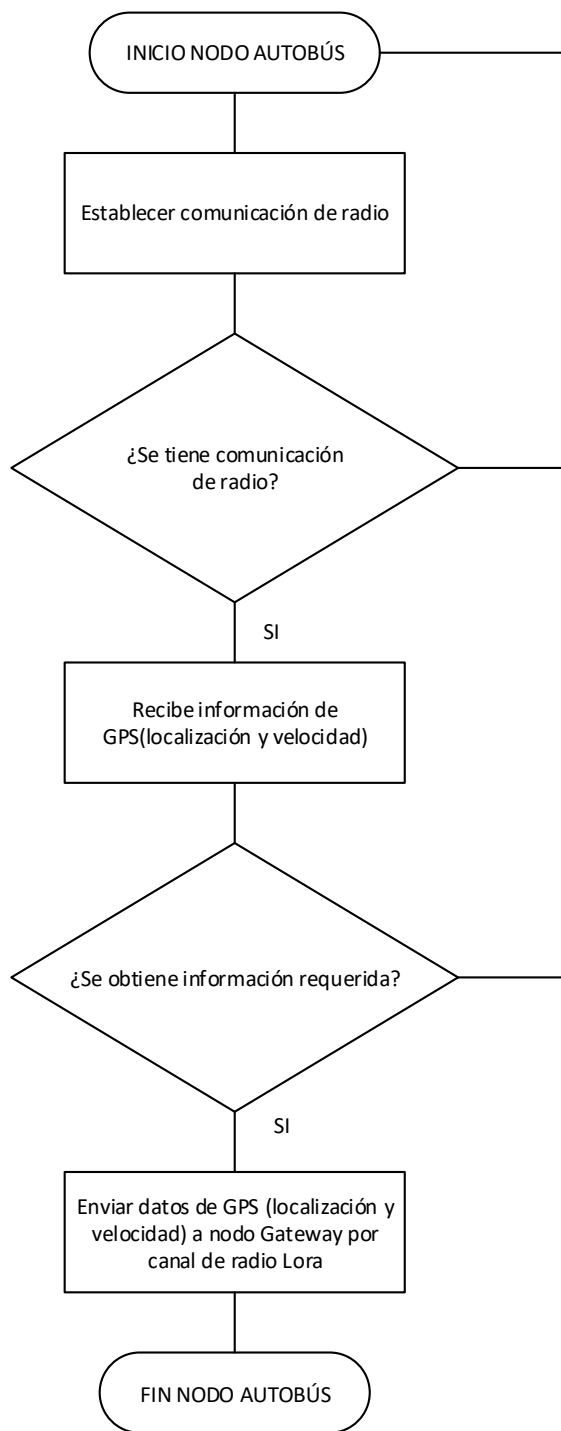 INICIO NODO AUTOBÚS
Establecer comunicación de radio
¿Se tiene comunicación
de radio?
SI
Recibe información de
GPS(localización y velocidad)
¿Se obtiene información requerida?
SI
Enviar datos de GPS (localización y
velocidad) a nodo Gateway por
canal de radio Lora
FIN NODO AUTOBÚS